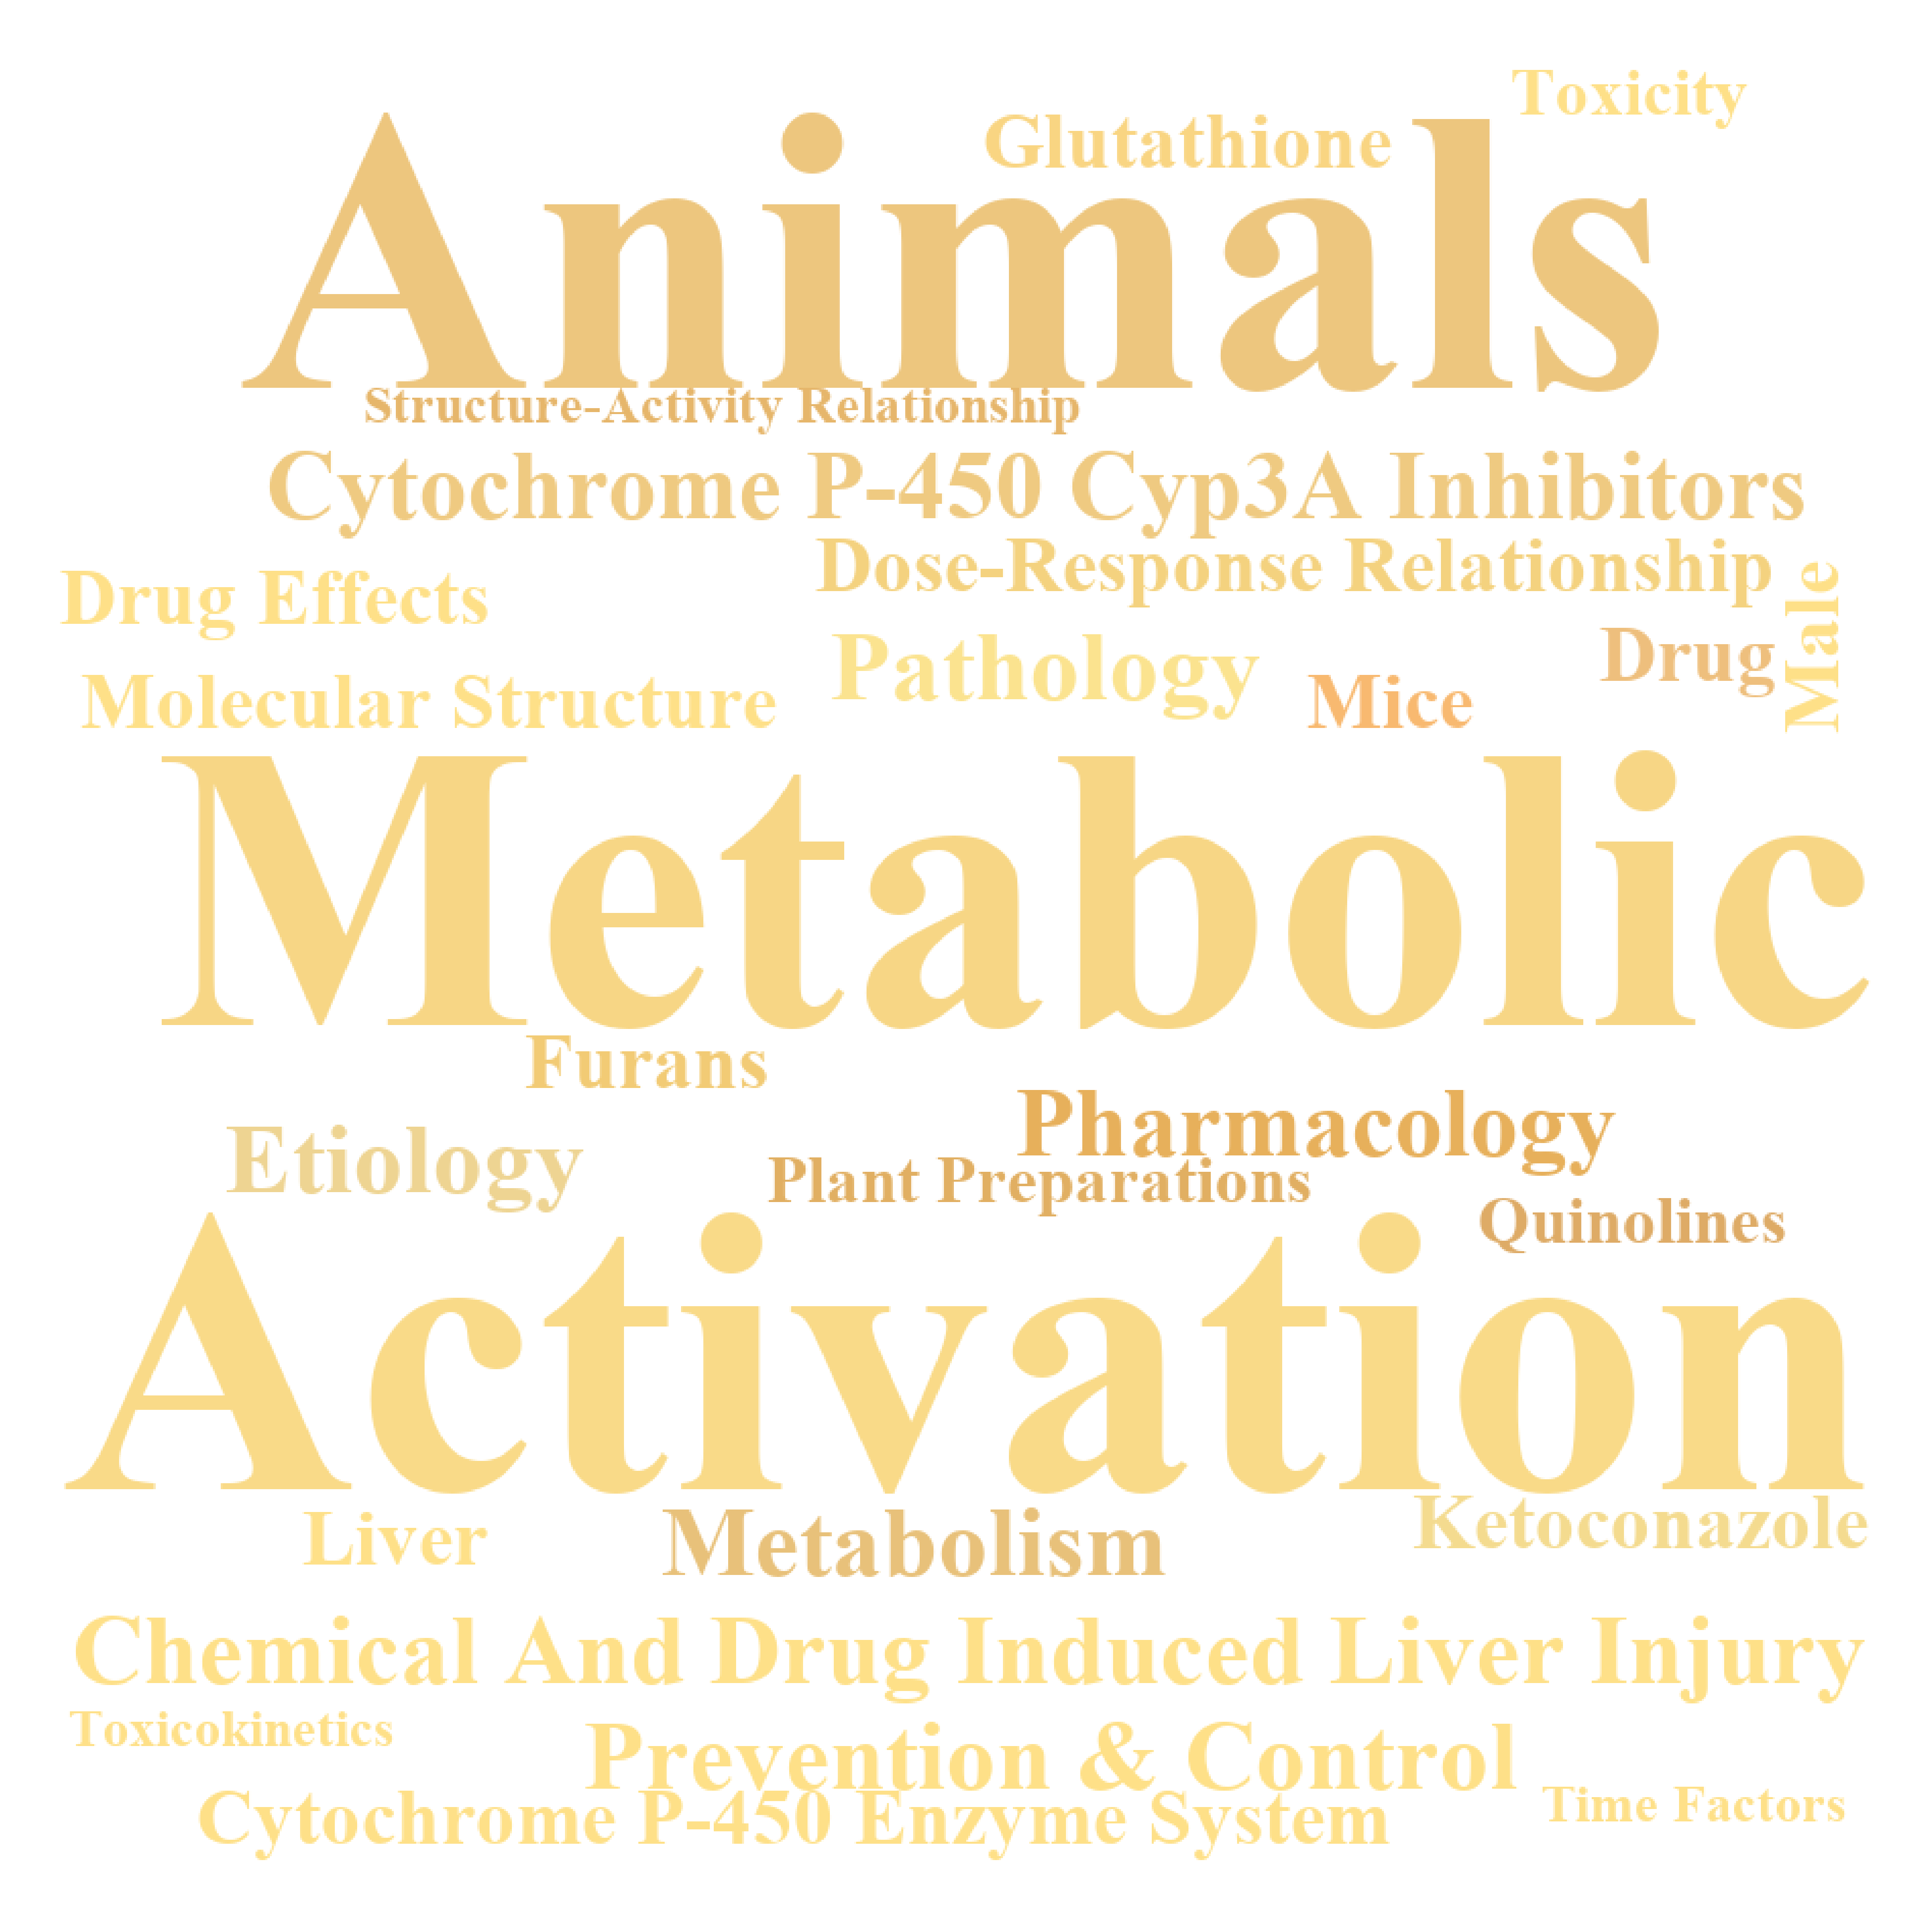 Toxicity
Glutathione
Animals
Structure-Activity Relationship
Cytochrome P-450 Cyp3A Inhibitors
Dose-Response Relationship
Drug Effects
Male
Pathology
Drug
Molecular Structure
Mice
Metabolic
Furans
Pharmacology
Etiology
Plant Preparations
Quinolines
Activation
Liver
Metabolism
Ketoconazole
Chemical And Drug Induced Liver Injury
Toxicokinetics
Prevention & Control
Cytochrome P-450 Enzyme System
Time Factors